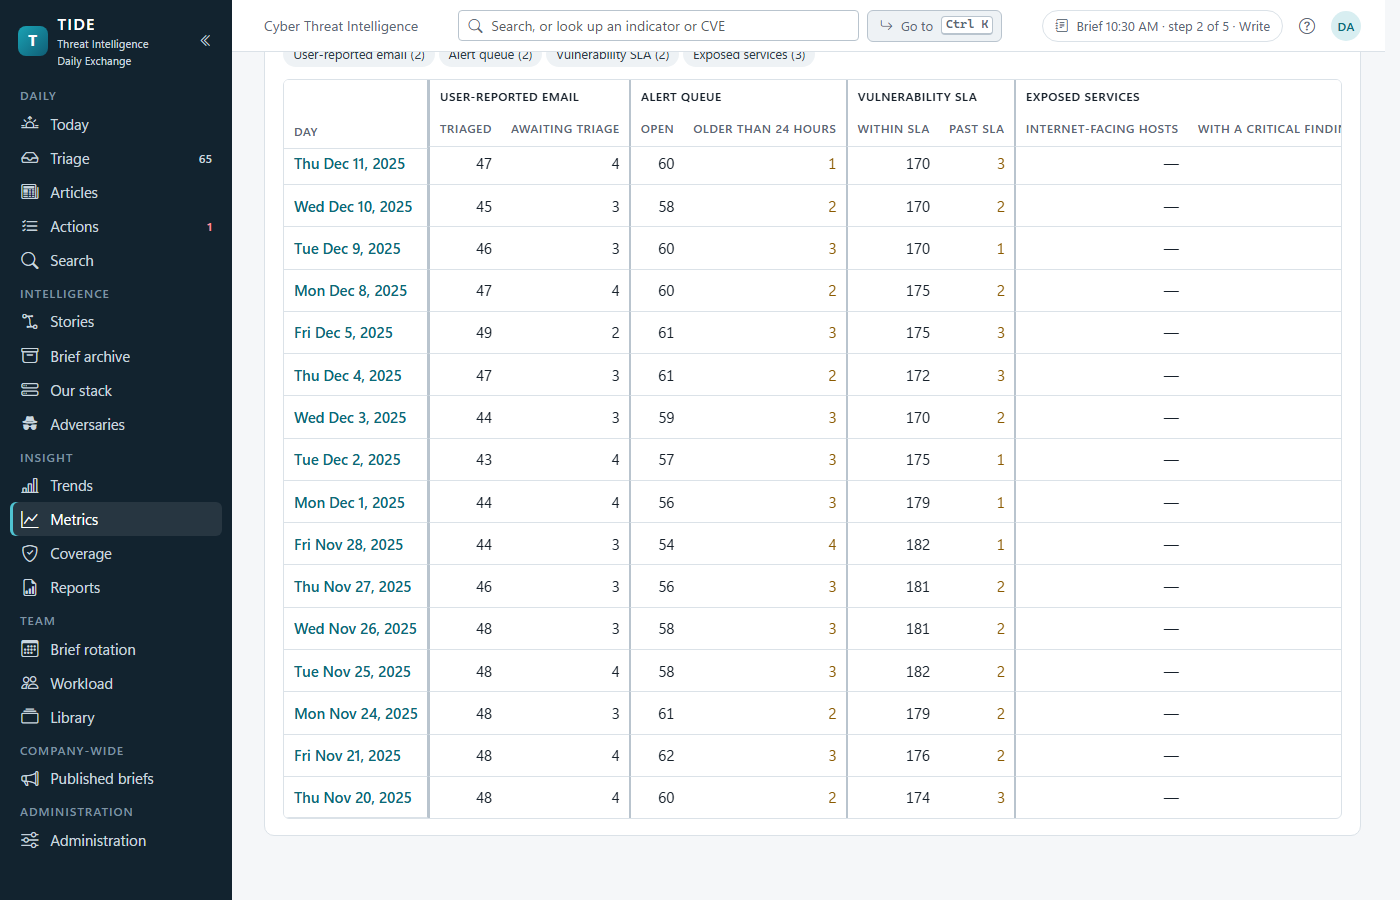 TIDE
Threat Intelligence
Daily Exchange
T
DAILY
Today
Triage 65
Articles
Actions 1
Search
INTELLIGENCE
Stories
Brief archive
Our stack
Adversaries
INSIGHT
Trends
Metrics
Coverage
Reports
TEAM
Brief rotation
Workload
Library
COMPANY-WIDE
Published briefs
ADMINISTRATION
Administration
Cyber Threat Intelligence
Search, or look up an indicator or CVE
Go to Ctrl K
Brief 10:30 AM · step 2 of 5 · Write
?
DA
User-reported email (2) Alert queue (2) Vulnerability SLA (2) Exposed services (3)
USER-REPORTED EMAIL ALERT QUEUE VULNERABILITY SLA EXPOSED SERVICES
DAY TRIAGED AWAITING TRIAGE OPEN OLDER THAN 24 HOURS WITHIN SLA PAST SLA INTERNET-FACING HOSTS WITH A CRITICAL FINDIN
Thu Dec 11, 2025 47 4 60 1 170 3 —
Wed Dec 10, 2025 45 3 58 2 170 2 —
Tue Dec 9, 2025 46 3 60 3 170 1 —
Mon Dec 8, 2025 47 4 60 2 175 2 —
Fri Dec 5, 2025 49 2 61 3 175 3 —
Thu Dec 4, 2025 47 3 61 2 172 3 —
Wed Dec 3, 2025 44 3 59 3 170 2 —
Tue Dec 2, 2025 43 4 57 3 175 1 —
Mon Dec 1, 2025 44 4 56 3 179 1 —
Fri Nov 28, 2025 44 3 54 4 182 1 —
Thu Nov 27, 2025 46 3 56 3 181 2 —
Wed Nov 26, 2025 48 3 58 3 181 2 —
Tue Nov 25, 2025 48 4 58 3 182 2 —
Mon Nov 24, 2025 48 3 61 2 179 2 —
Fri Nov 21, 2025 48 4 62 3 176 2 —
Thu Nov 20, 2025 48 4 60 2 174 3 —